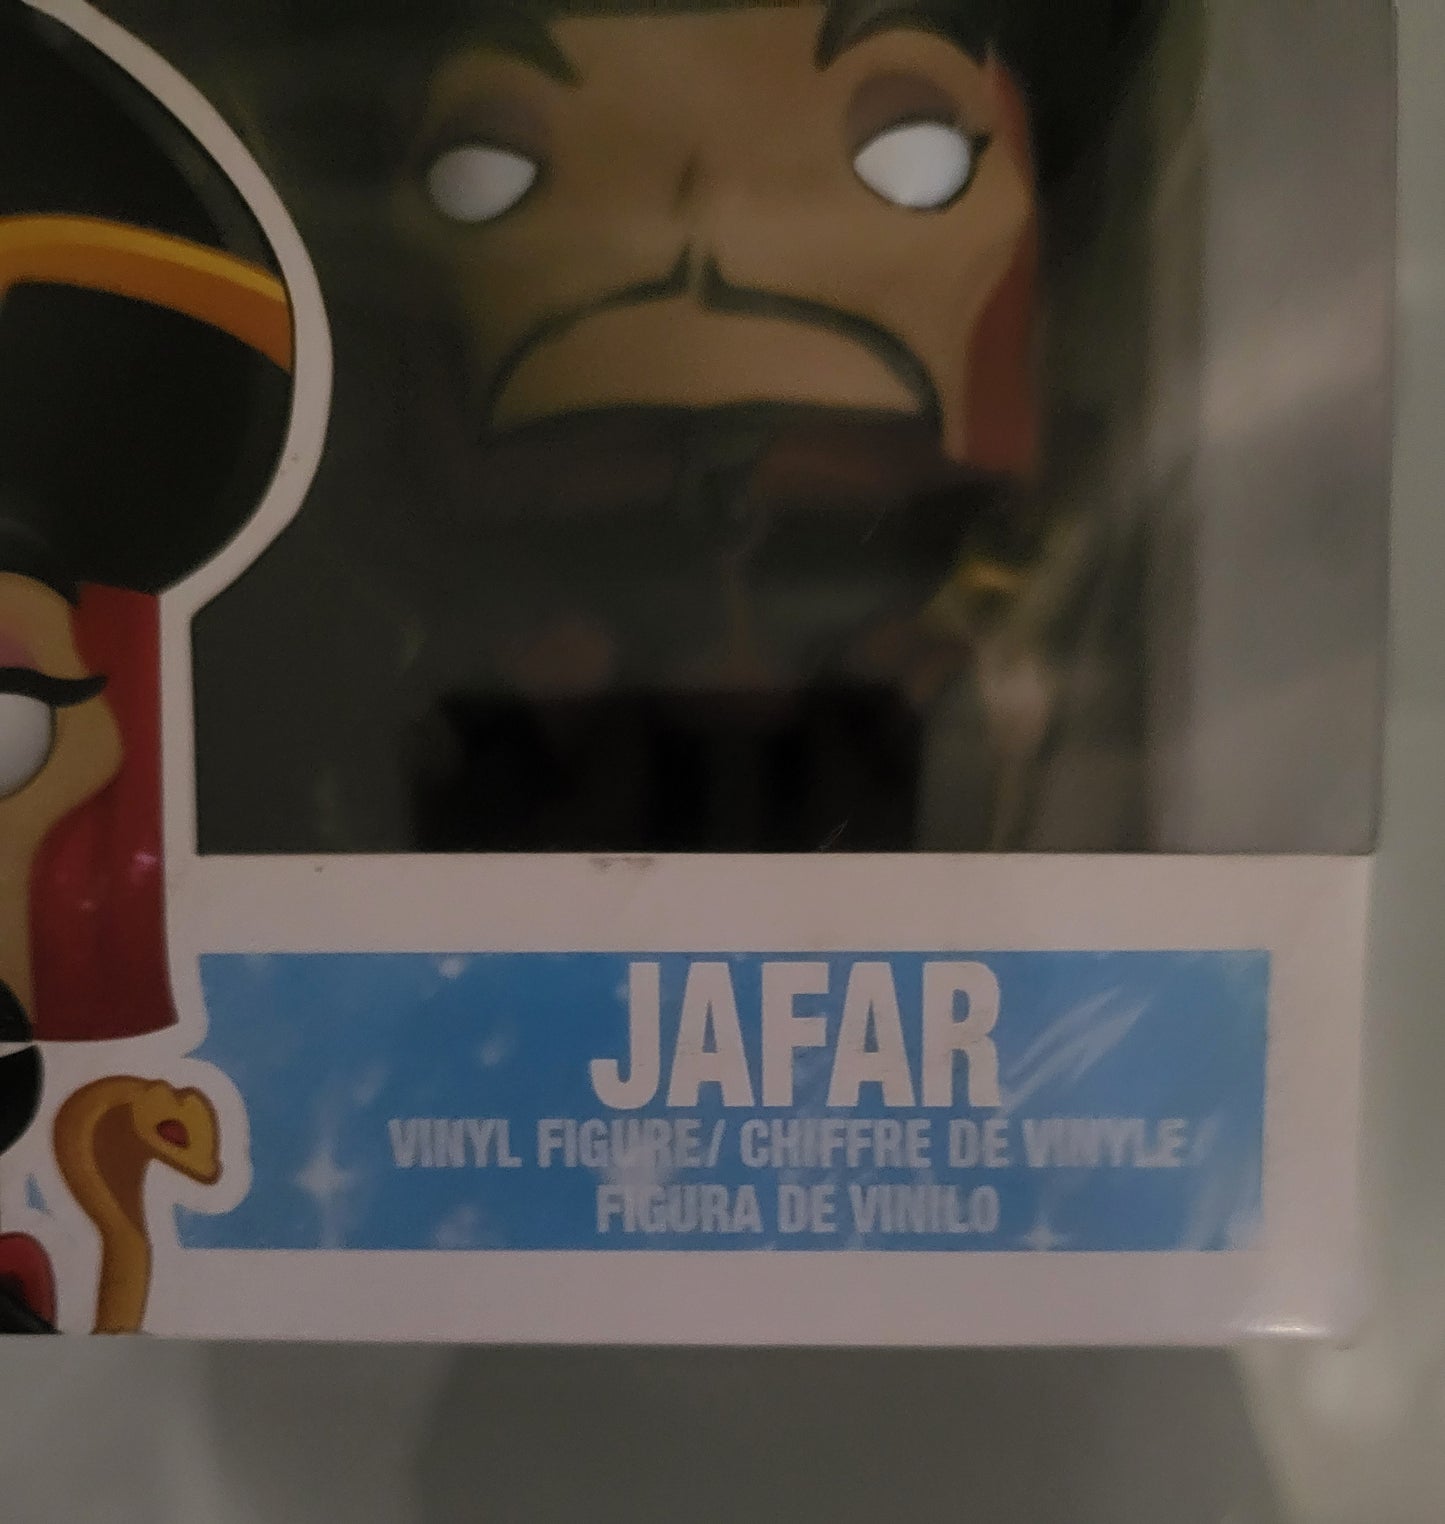 JAFAR
VINYL FIGURE/ CHIFFRE DE VINYLE/
FIGURA DE VINILO